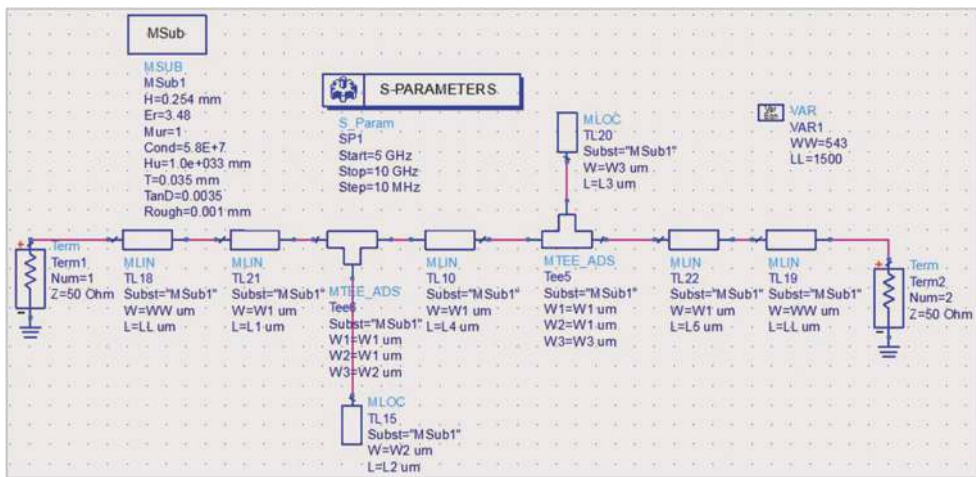 MSub
MSUB
MSub1
H=0.254 mm
Er=3.48
Mur=1
Cond=5.8E+7
Hu=1.0e+033 mm
T=0.035 mm
TanD=0.0035
Rough=0.001 mm
S-PARAMETERS
S_Param
SP1
Start=5 GHz
Stop=10 GHz
Step=10 MHz
MLOC
TL20
Subst="MSub1"
W=W3 um
L=L3 um
Var
Eqn
VAR
VAR1
WW=543
LL=1500
Term
Term1
Num=1
Z=50 Ohm
MLIN
TL18
Subst="MSub1"
W=WW um
L=LL um
MLIN
TL21
Subst="MSub1"
W=W1 um
L=L1 um
MTEE_ADS
Tee6
Subst="MSub1"
W1=W1 um
W2=W1 um
W3=W2 um
MLIN
TL10
Subst="MSub1"
W=W1 um
L=L4 um
MTEE_ADS
Tee5
Subst="MSub1"
W1=W1 um
W2=W1 um
W3=W3 um
MLIN
TL22
Subst="MSub1"
W=W1 um
L=L5 um
MLIN
TL19
Subst="MSub1"
W=WW um
L=LL um
Term
Term2
Num=2
Z=50 Ohm
MLOC
TL15
Subst="MSub1"
W=W2 um
L=L2 um